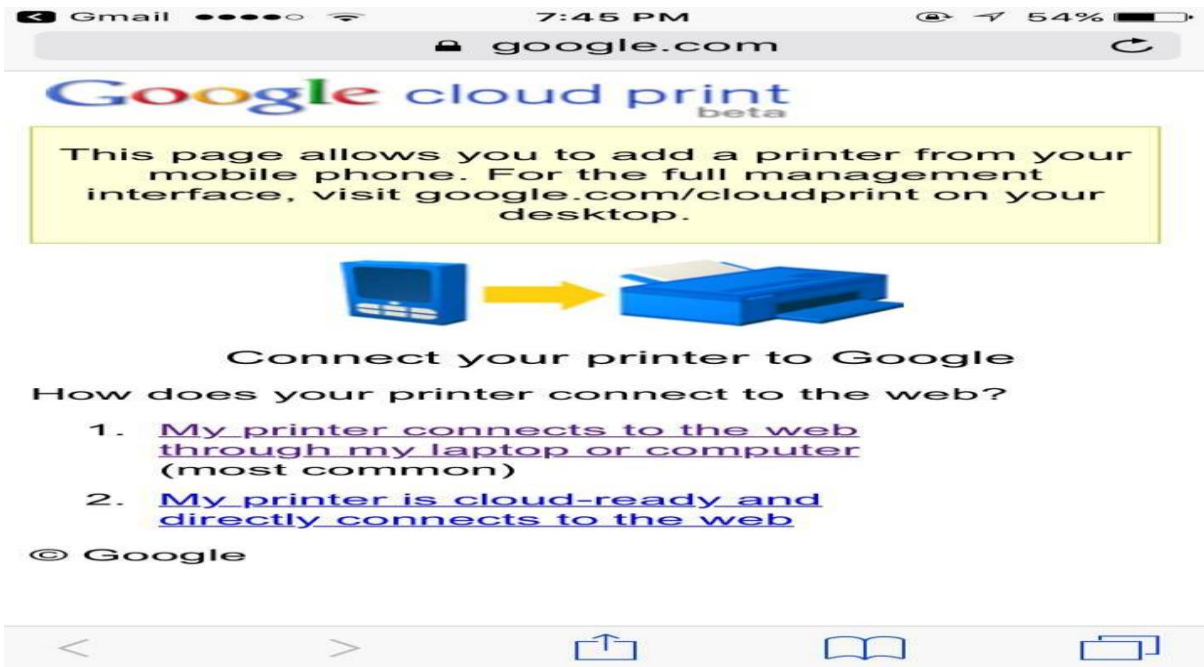 Gmail 7:45 PM 54%
google.com
Google cloud print
beta
This page allows you to add a printer from your
mobile phone. For the full management
interface, visit google.com/cloudprint on your
desktop.
Connect your printer to Google
How does your printer connect to the web?
1. My printer connects to the web
through my laptop or computer
(most common)
2. My printer is cloud-ready and
directly connects to the web
© Google